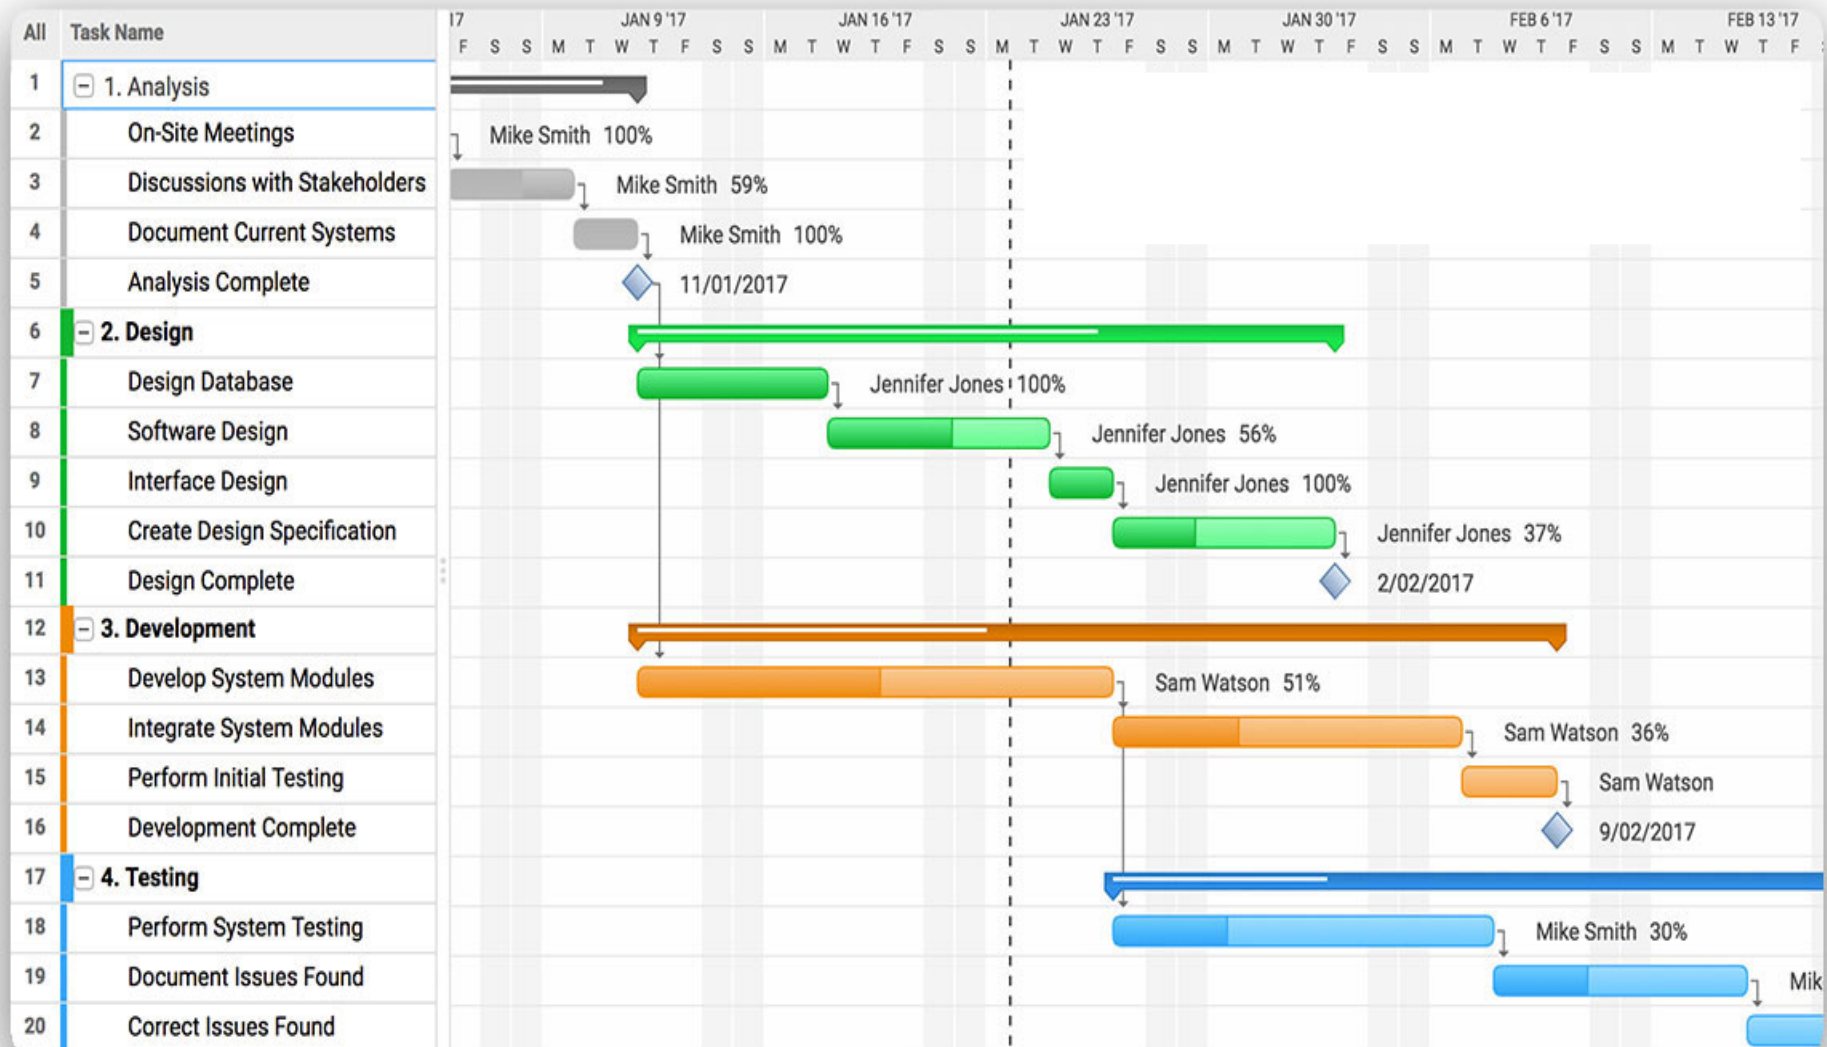 All Task Name 17 JAN 9 '17 JAN 16 '17 JAN 23 '17 JAN 30 '17 FEB 6 '17 FEB 13 '17
F S S M T W T F S S M T W T F S S M T W T F S S M T W T F S S M T W T F S S M T W T F
1 1. Analysis
2 On-Site Meetings Mike Smith 100%
3 Discussions with Stakeholders Mike Smith 59%
4 Document Current Systems Mike Smith 100%
5 Analysis Complete 11/01/2017
6 2. Design
7 Design Database Jennifer Jones 100%
8 Software Design Jennifer Jones 56%
9 Interface Design Jennifer Jones 100%
10 Create Design Specification Jennifer Jones 37%
11 Design Complete 2/02/2017
12 3. Development
13 Develop System Modules Sam Watson 51%
14 Integrate System Modules Sam Watson 36%
15 Perform Initial Testing Sam Watson
16 Development Complete 9/02/2017
17 4. Testing
18 Perform System Testing Mike Smith 30%
19 Document Issues Found Mik
20 Correct Issues Found